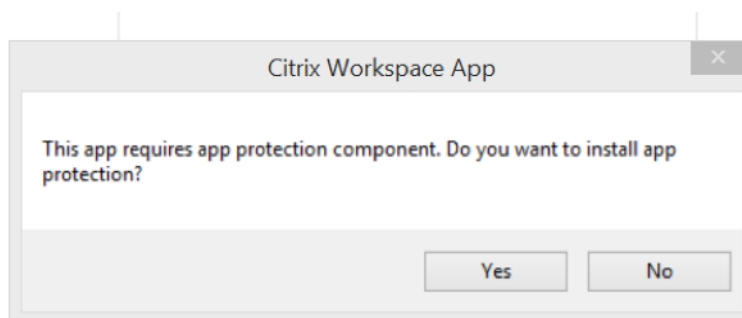 Citrix Workspace App
This app requires app protection component. Do you want to install app
protection?
Yes
No